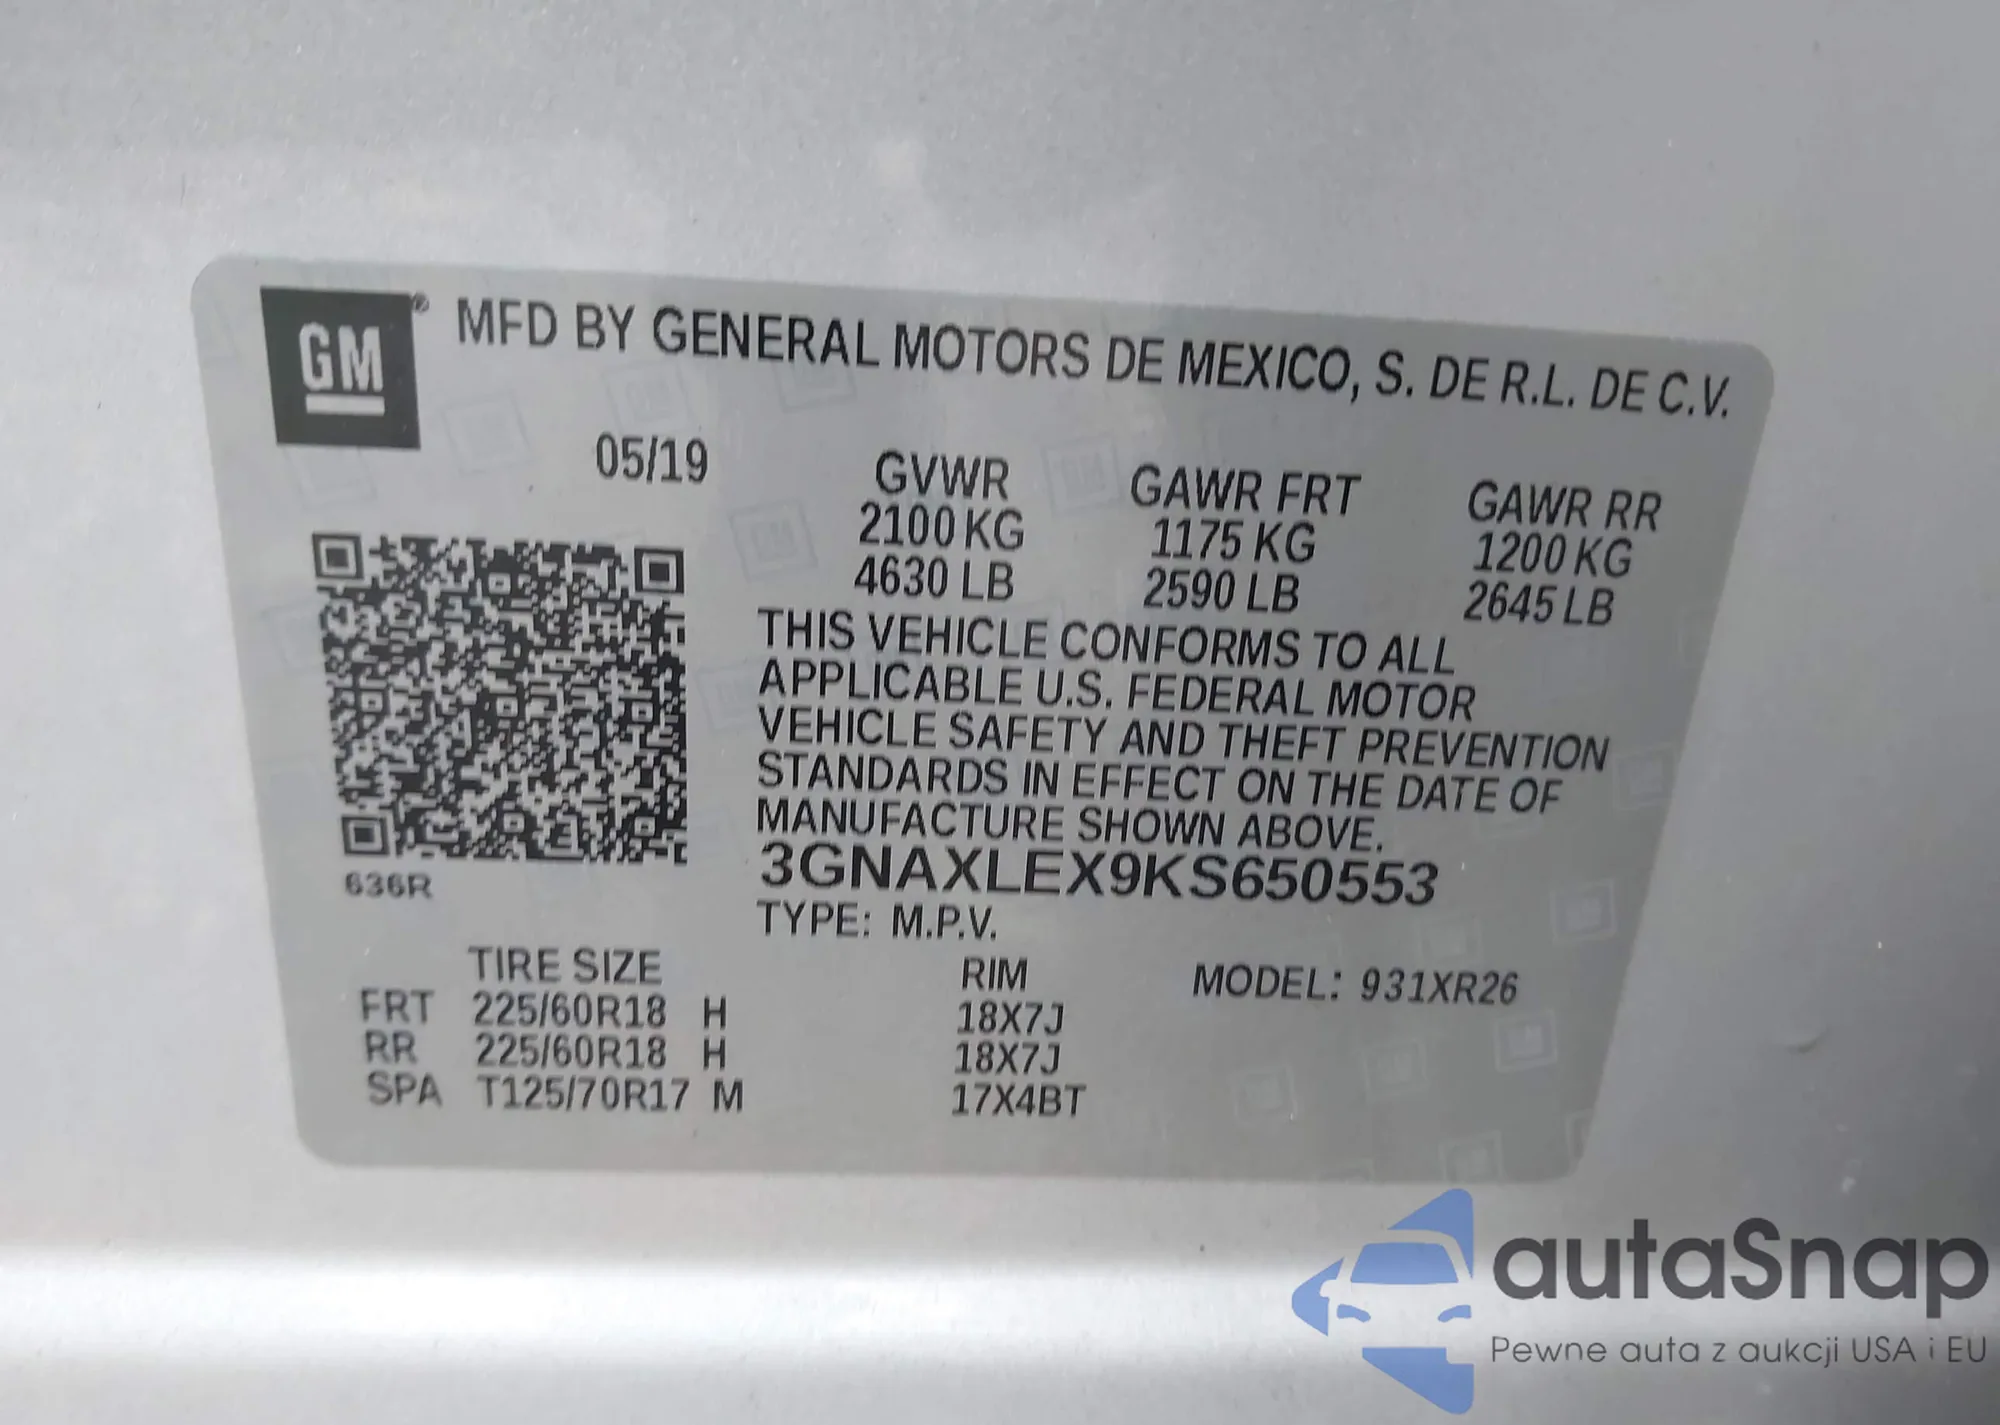 GM® MFD BY GENERAL MOTORS DE MEXICO, S. DE R.L. DE C.V.
05/19
GVWR GAWR FRT GAWR RR
2100 KG 1175 KG 1200 KG
4630 LB 2590 LB 2645 LB
THIS VEHICLE CONFORMS TO ALL
APPLICABLE U.S. FEDERAL MOTOR
VEHICLE SAFETY AND THEFT PREVENTION
STANDARDS IN EFFECT ON THE DATE OF
MANUFACTURE SHOWN ABOVE.
3GNAXLEX9KS650553
636R
TYPE: M.P.V.
TIRE SIZE RIM MODEL: 931XR26
FRT 225/60R18 H 18X7J
RR 225/60R18 H 18X7J
SPA T125/70R17 M 17X4BT
autaSnap
Pewne auta z aukcji USA i EU